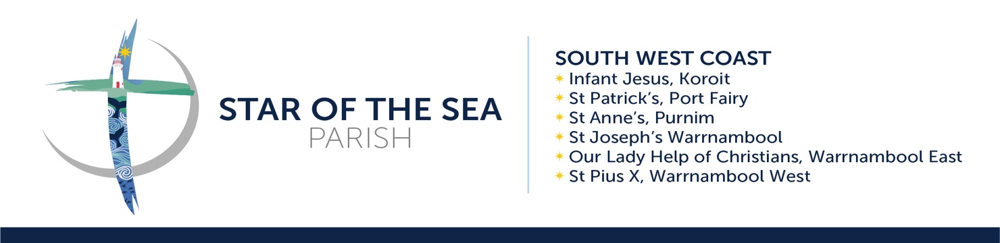 STAR OF THE SEA
PARISH
SOUTH WEST COAST
Infant Jesus, Koroit
St Patrick’s, Port Fairy
St Anne’s, Purnim
St Joseph’s Warrnambool
Our Lady Help of Christians, Warrnambool East
St Pius X, Warrnambool West